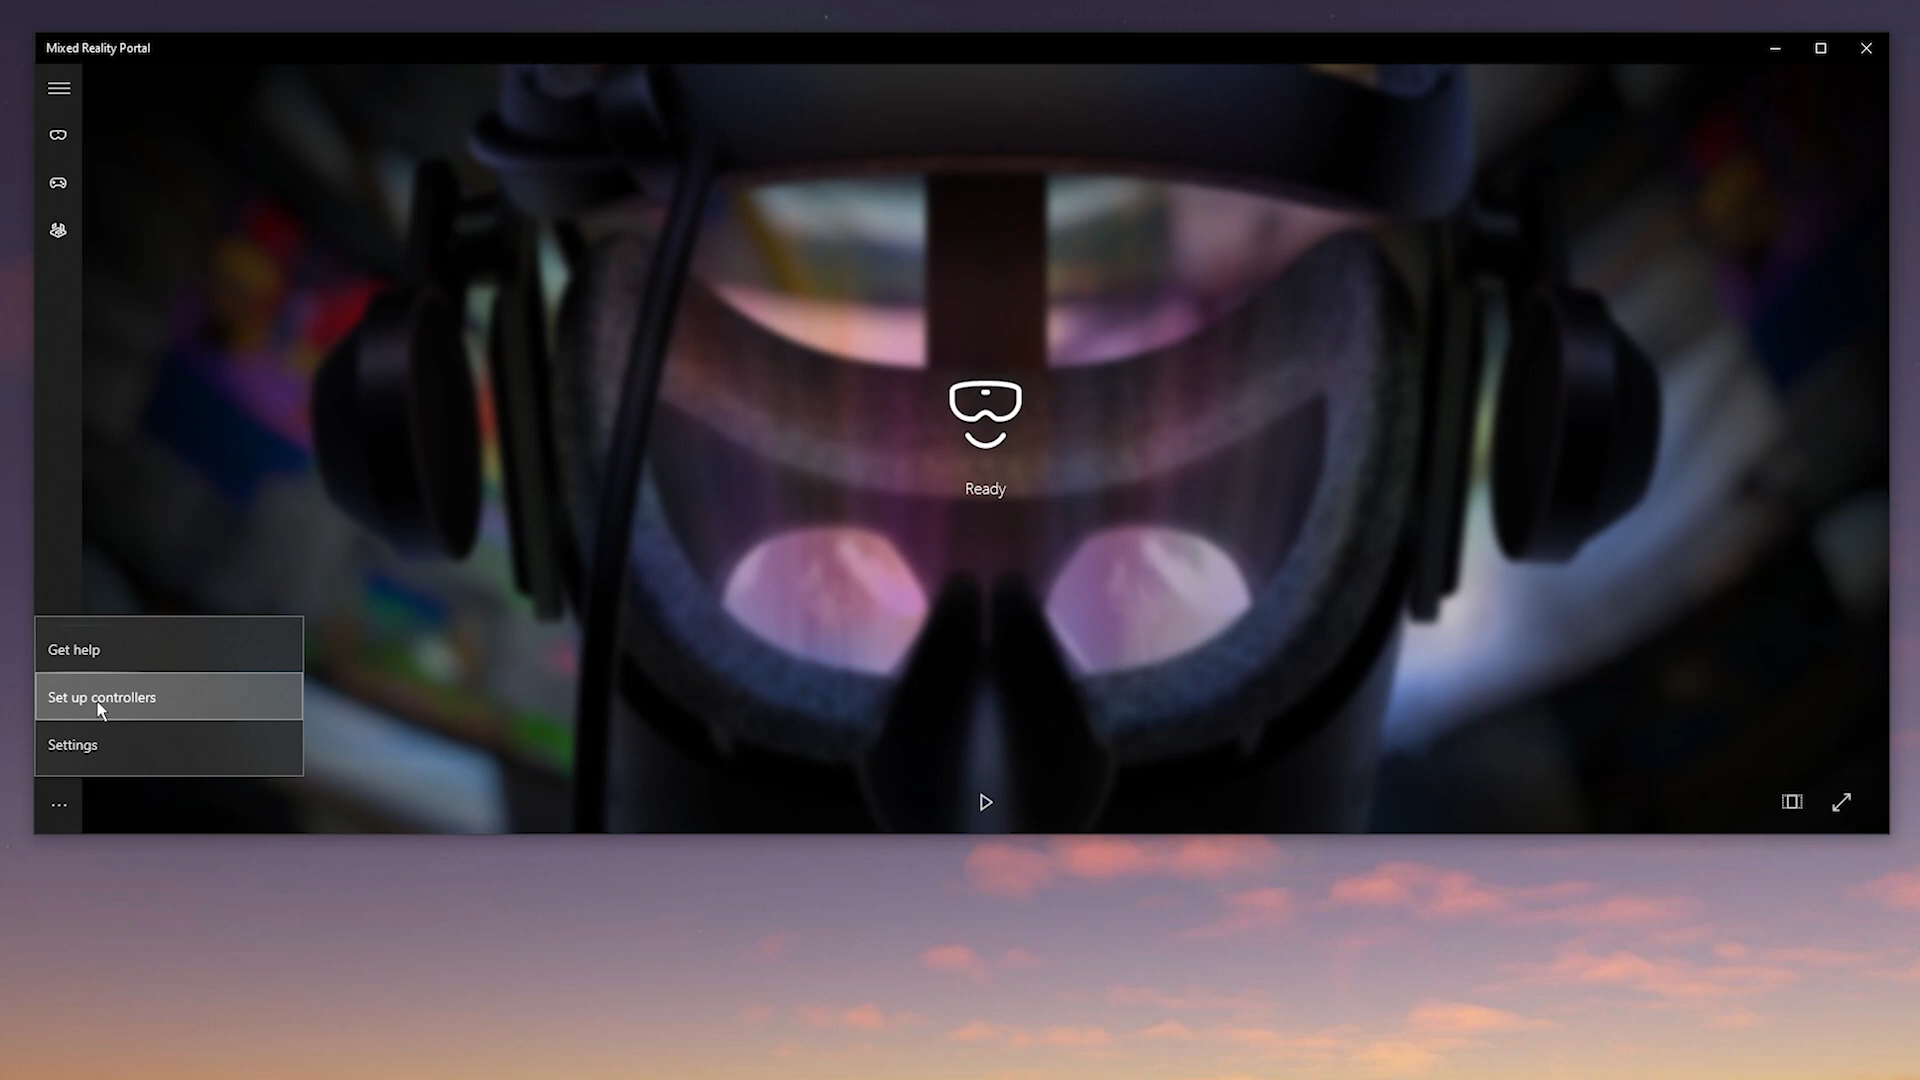 Mixed Reality Portal
Ready
Get help
Set up controllers
Settings